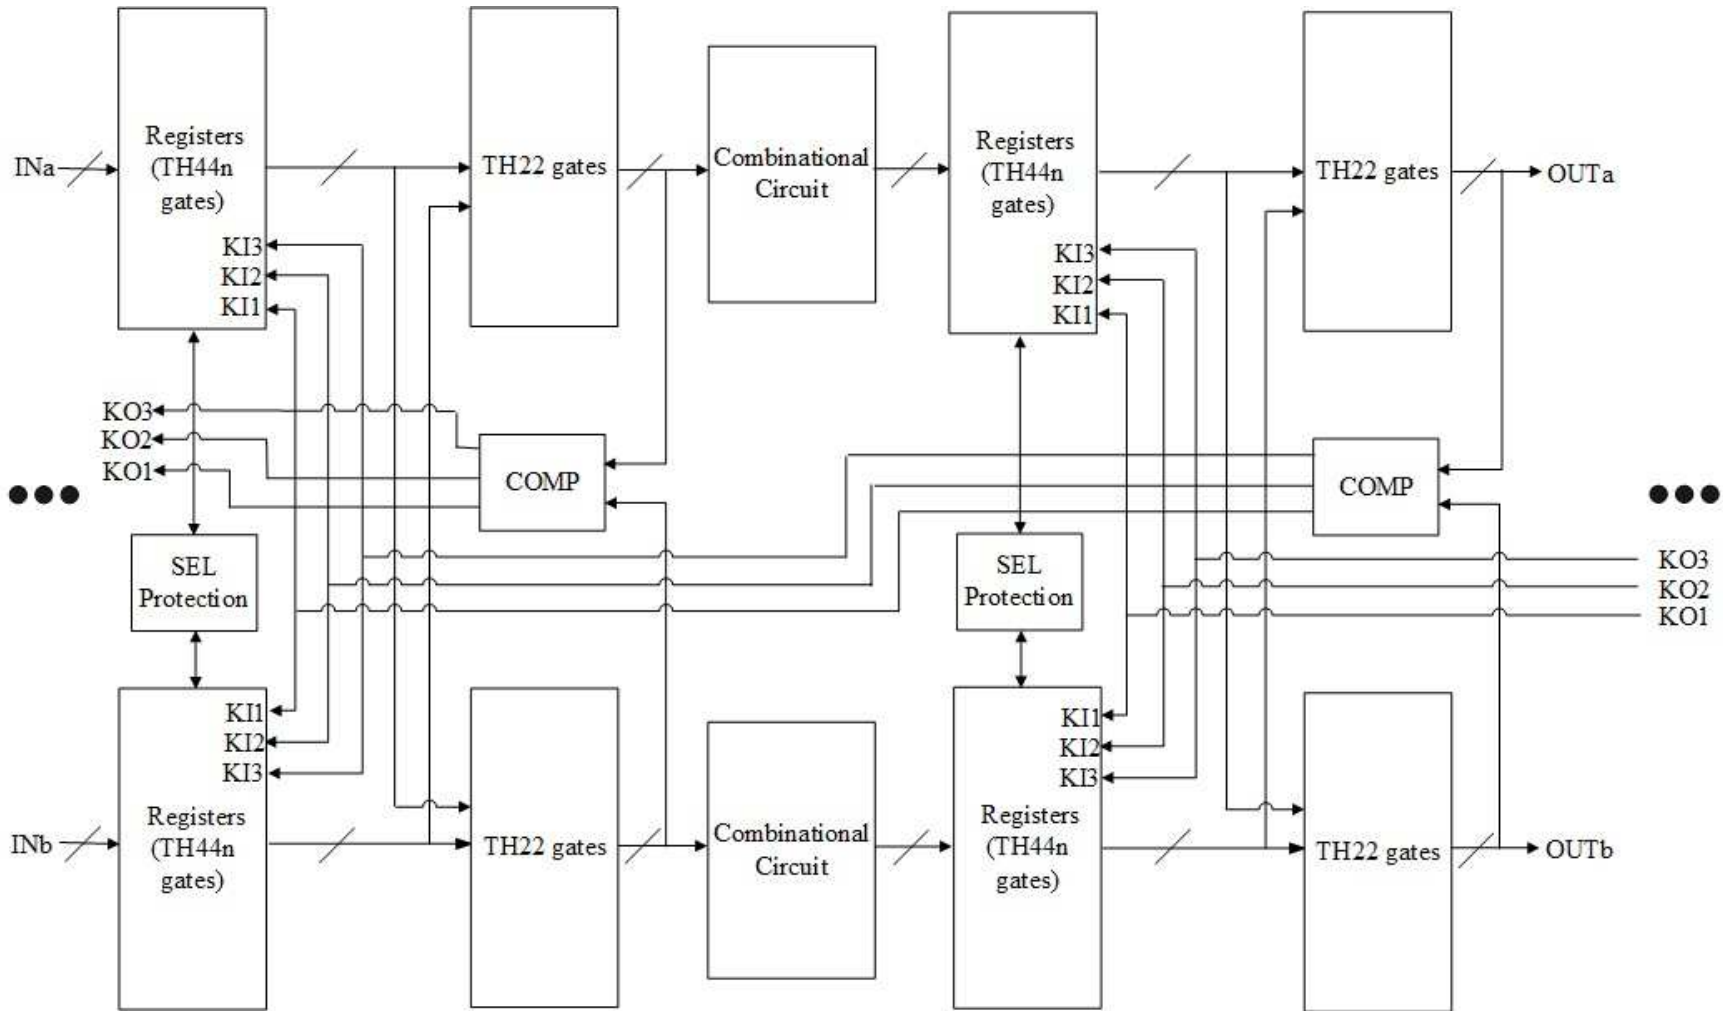 INa
Registers
(TH44n
gates)
KI3
KI2
KI1
TH22 gates
Combinational
Circuit
Registers
(TH44n
gates)
KI3
KI2
KI1
TH22 gates
OUTa
KO3
KO2
KO1
COMP
COMP
SEL
Protection
SEL
Protection
KO3
KO2
KO1
KI1
KI2
KI3
Registers
(TH44n
gates)
INb
TH22 gates
Combinational
Circuit
KI1
KI2
KI3
Registers
(TH44n
gates)
TH22 gates
OUTb